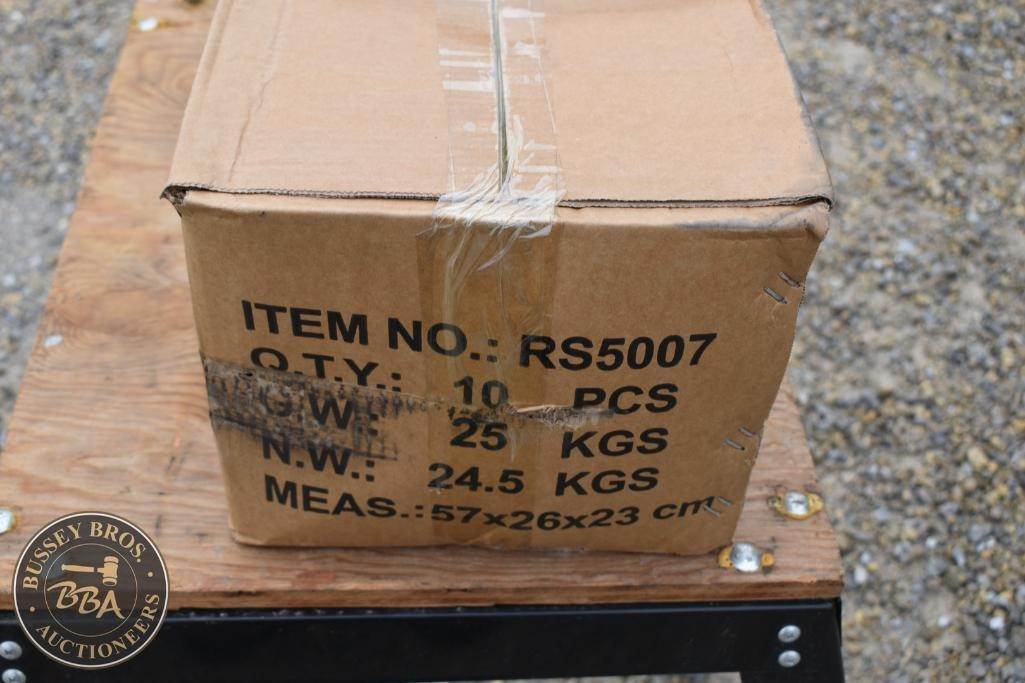 ITEM NO.: RS5007
Q.T.Y.: 10 PCS
G.W.: 25 KGS
N.W.: 24.5 KGS
MEAS.: 57x26x23 cm
BUSSEY BROS.
BBA
AUCTIONEERS